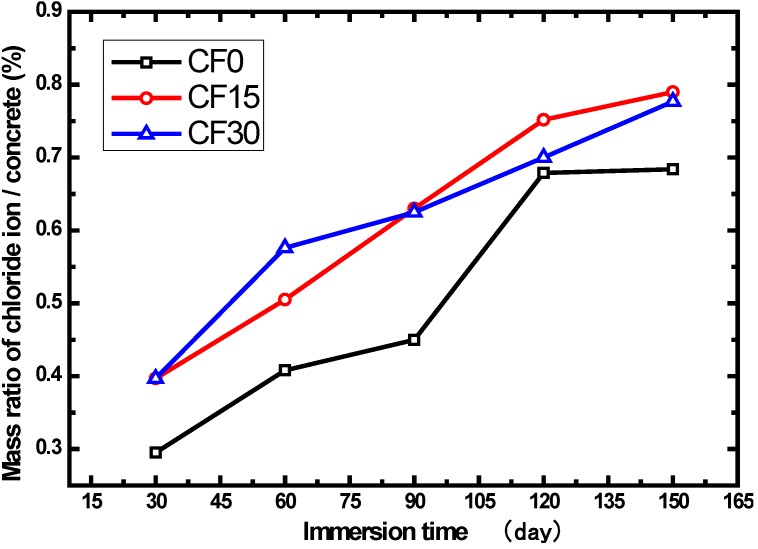 Mass ratio of chloride ion / concrete (%)
0.9
0.8
0.7
0.6
0.5
0.4
0.3
CF0
CF15
CF30
15 30 45 60 75 90 105 120 135 150 165
Immersion time （day）